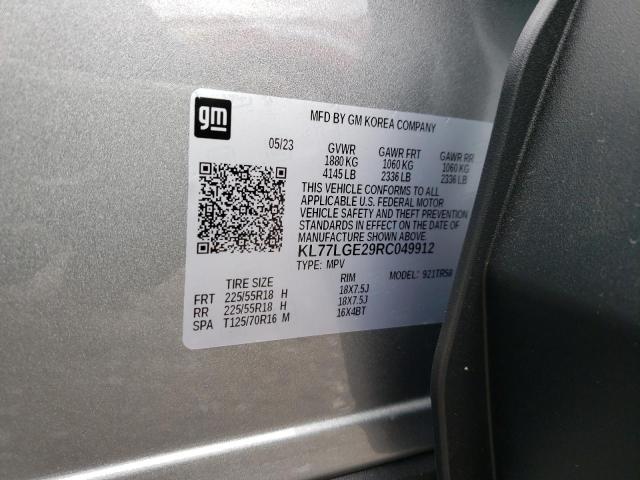 gm
MFD BY GM KOREA COMPANY
05/23 GVWR GAWR FRT GAWR RR
1880 KG 1060 KG 1060 KG
4145 LB 2336 LB 2336 LB
THIS VEHICLE CONFORMS TO ALL
APPLICABLE U.S. FEDERAL MOTOR
VEHICLE SAFETY AND THEFT PREVENTION
STANDARDS IN EFFECT ON THE DATE OF
MANUFACTURE SHOWN ABOVE.
KL77LGE29RC049912
TYPE: MPV MODEL: 921TR58
TIRE SIZE RIM
FRT 225/55R18 H 18X7.5J
RR 225/55R18 H 18X7.5J
SPA T125/70R16 M 16X4BT